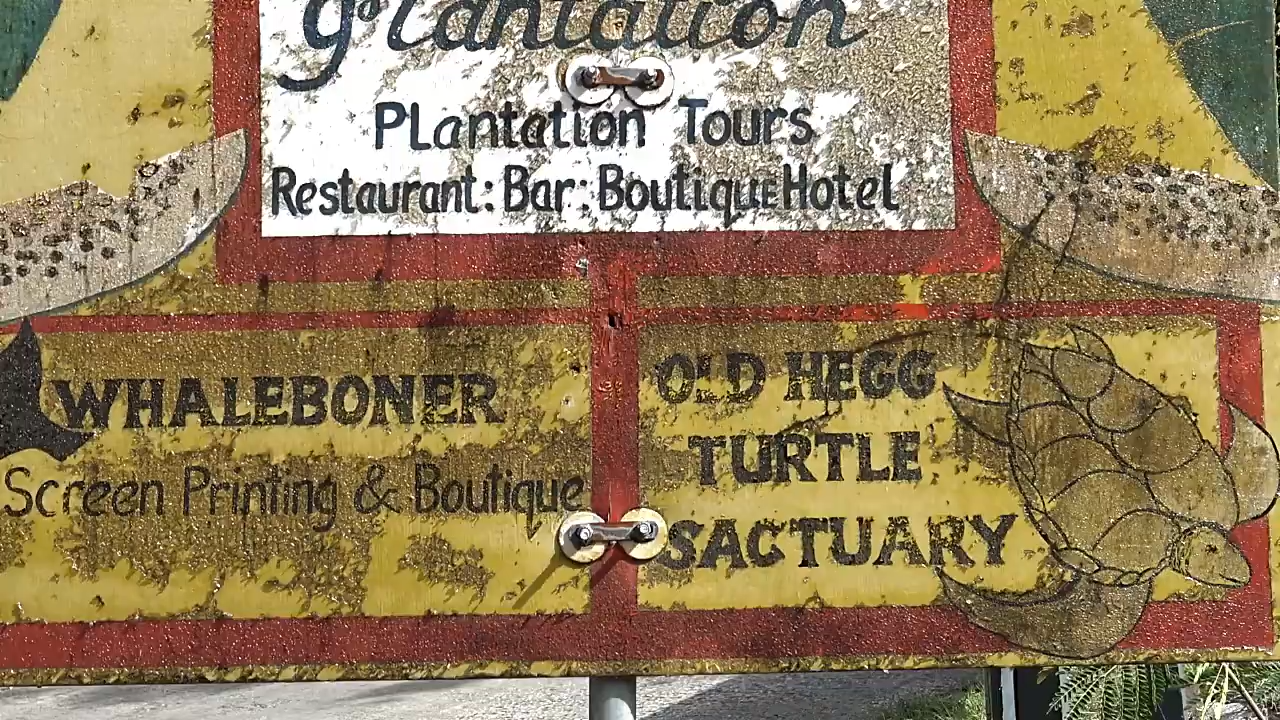 plantation
PLantation Tours
Restaurant: Bar: Boutique Hotel
WHALEBONER
Screen Printing & Boutique
OLD HEGG
TURTLE
SACTUARY